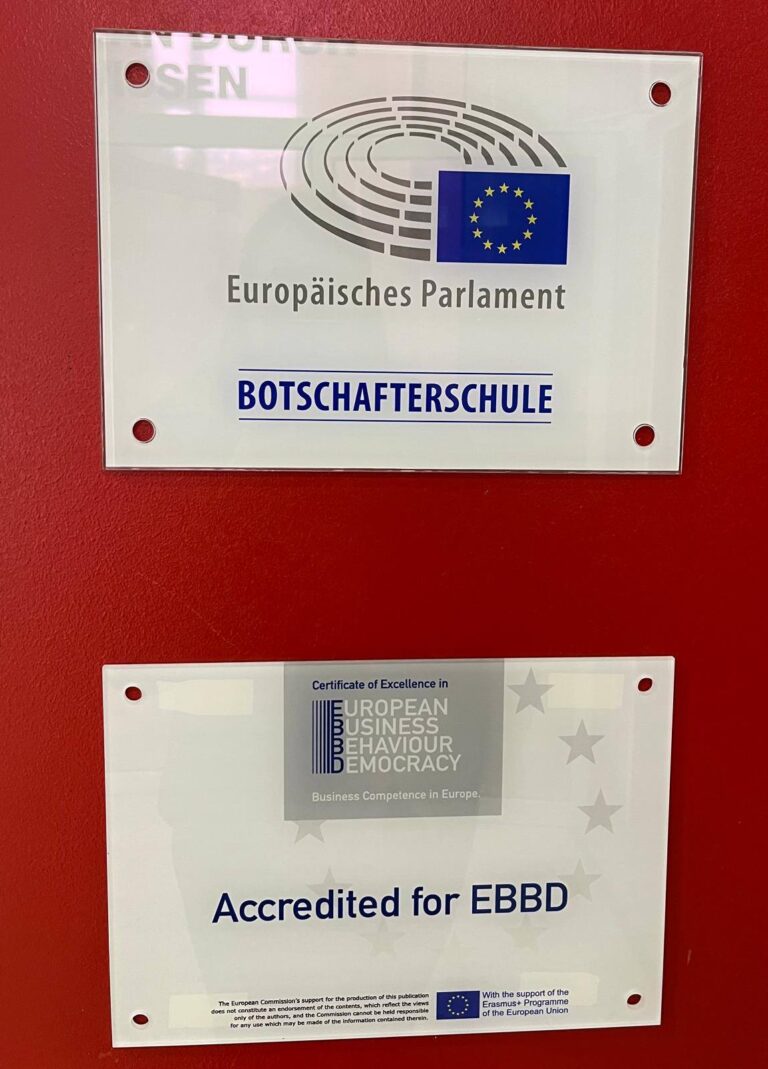 Europäisches Parlament
BOTSCHAFTERSCHULE
Certificate of Excellence in
EUROPEAN
BUSINESS
BEHAVIOUR
DEMOCRACY
Business Competence in Europe.
Accredited for EBBD
The European Commission's support for the production of this publication
does not constitute an endorsement of the contents, which reflect the views
only of the authors, and the Commission cannot be held responsible
for any use which may be made of the information contained therein.
With the support of the
Erasmus+ Programme
of the European Union